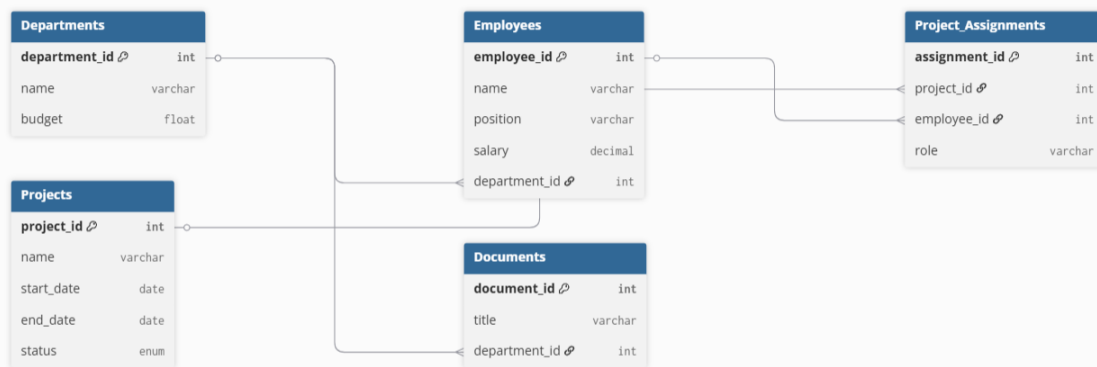 Departments
department_id int
name varchar
budget float
Projects
project_id int
name varchar
start_date date
end_date date
status enum
Employees
employee_id int
name varchar
position varchar
salary decimal
department_id int
Documents
document_id int
title varchar
department_id int
Project_Assignments
assignment_id int
project_id int
employee_id int
role varchar